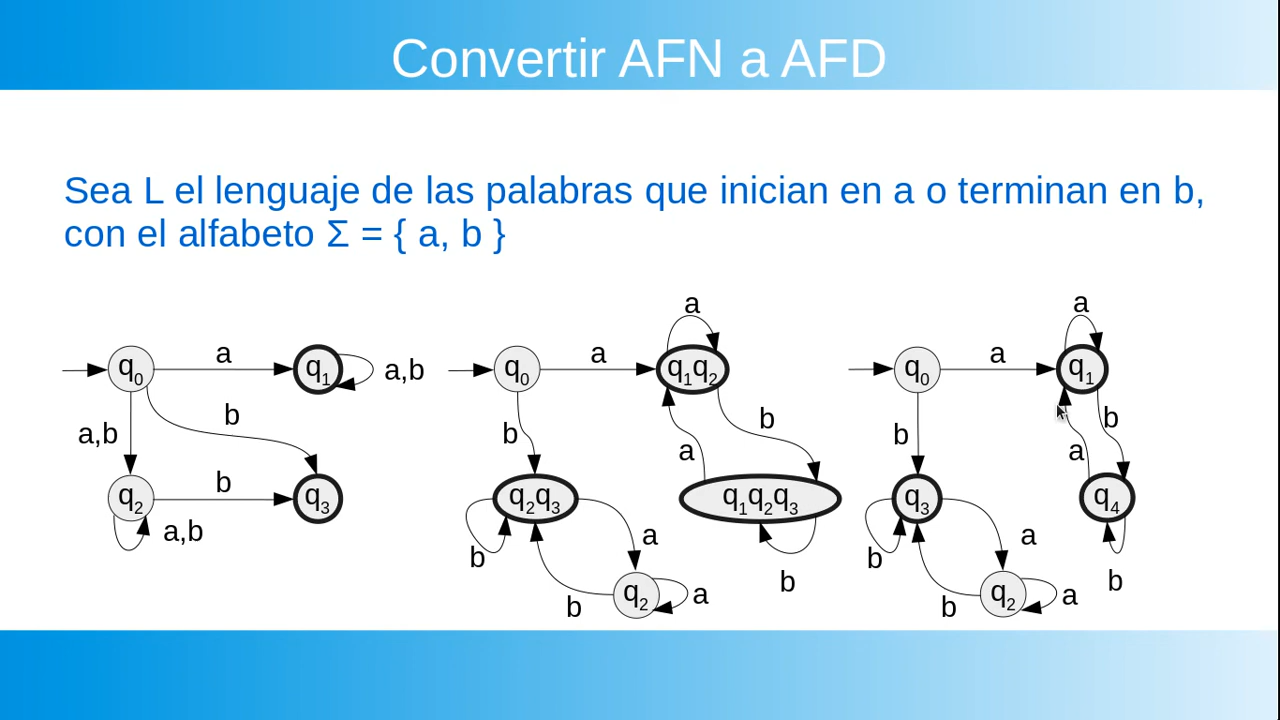 Convertir AFN a AFD
Sea L el lenguaje de las palabras que inician en a o terminan en b,
con el alfabeto Σ = { a, b }
q0 a q1 a,b
a,b b
q2 b q3
a,b
q0 a q1q2 a
b b
a
q2q3 q1q2q3
b a b
q2 a
b
q0 a q1 a
b b
a
q3 q4
b a b
q2 a
b